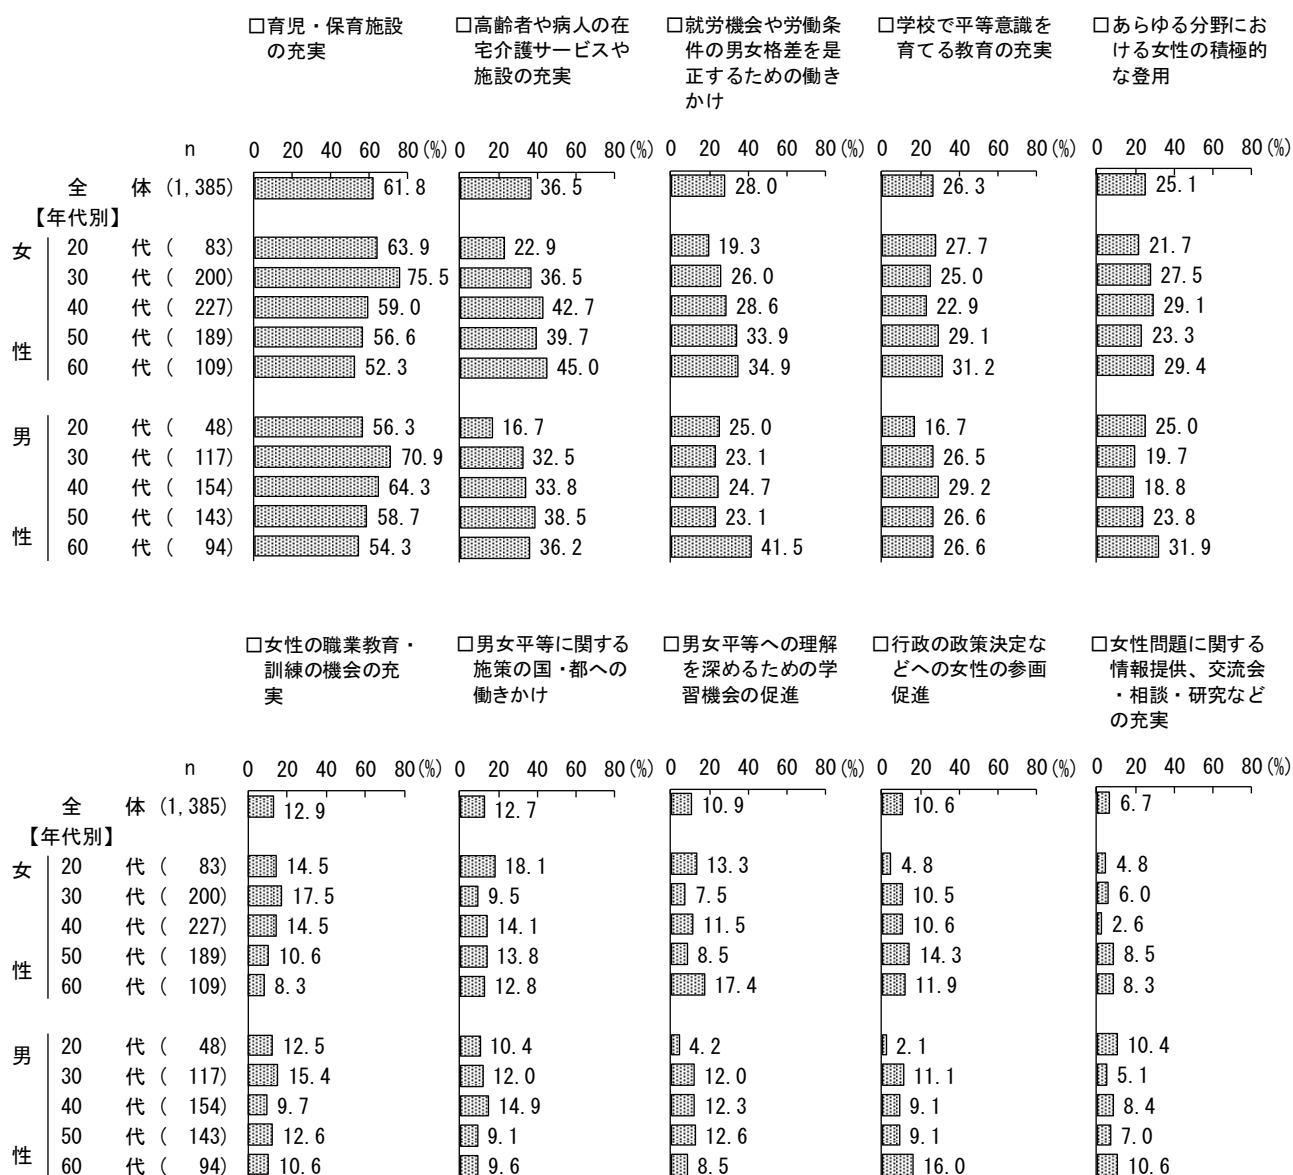 □育児・保育施設
の充実
□高齢者や病人の在
宅介護サービスや
施設の充実
□就労機会や労働条
件の男女格差を是
正するための働き
かけ
□学校で平等意識を
育てる教育の充実
□あらゆる分野にお
ける女性の積極的
な登用
n 0 20 40 60 80(%) 0 20 40 60 80(%) 0 20 40 60 80(%) 0 20 40 60 80(%) 0 20 40 60 80(%)
全 体 (1,385) 61.8 36.5 28.0 26.3 25.1
【年代別】
女 20 代 ( 83) 63.9 22.9 19.3 27.7 21.7
30 代 ( 200) 75.5 36.5 26.0 25.0 27.5
40 代 ( 227) 59.0 42.7 28.6 22.9 29.1
50 代 ( 189) 56.6 39.7 33.9 29.1 23.3
性 60 代 ( 109) 52.3 45.0 34.9 31.2 29.4
男 20 代 ( 48) 56.3 16.7 25.0 16.7 25.0
30 代 ( 117) 70.9 32.5 23.1 26.5 19.7
40 代 ( 154) 64.3 33.8 24.7 29.2 18.8
50 代 ( 143) 58.7 38.5 23.1 26.6 23.8
性 60 代 ( 94) 54.3 36.2 41.5 26.6 31.9
□女性の職業教育・
訓練の機会の充
実
□男女平等に関する
施策の国・都への
働きかけ
□男女平等への理解
を深めるための学
習機会の促進
□行政の政策決定な
どへの女性の参画
促進
□女性問題に関する
情報提供、交流会
・相談・研究など
の充実
n 0 20 40 60 80(%) 0 20 40 60 80(%) 0 20 40 60 80(%) 0 20 40 60 80(%) 0 20 40 60 80(%)
全 体 (1,385) 12.9 12.7 10.9 10.6 6.7
【年代別】
女 20 代 ( 83) 14.5 18.1 13.3 4.8 4.8
30 代 ( 200) 17.5 9.5 7.5 10.5 6.0
40 代 ( 227) 14.5 14.1 11.5 10.6 2.6
50 代 ( 189) 10.6 13.8 8.5 14.3 8.5
性 60 代 ( 109) 8.3 12.8 17.4 11.9 8.3
男 20 代 ( 48) 12.5 10.4 4.2 2.1 10.4
30 代 ( 117) 15.4 12.0 12.0 11.1 5.1
40 代 ( 154) 9.7 14.9 12.3 9.1 8.4
50 代 ( 143) 12.6 9.1 12.6 9.1 7.0
性 60 代 ( 94) 10.6 9.6 8.5 16.0 10.6